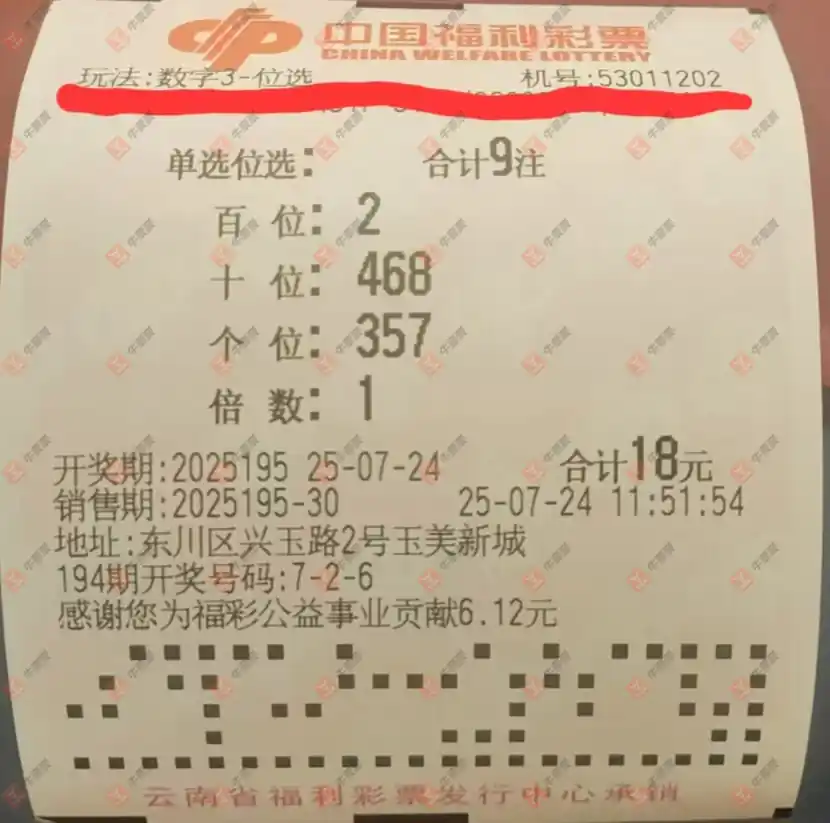 中国福利彩票
CHINA WELFARE LOTTERY
玩法:数字3-位选 机号:53011202
单选位选: 合计9注
百 位: 2
十 位: 468
个 位: 357
倍 数: 1
开奖期:2025195 25-07-24 合计18元
销售期:2025195-30 25-07-24 11:51:54
地址:东川区兴玉路2号玉美新城
194期开奖号码:7-2-6
感谢您为福彩公益事业贡献6.12元
云南省福利彩票发行中心承销